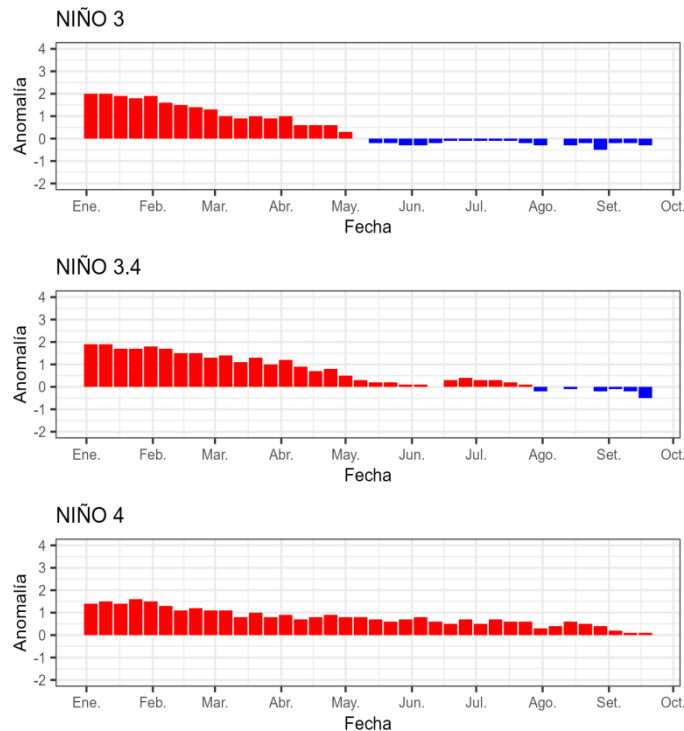 NIÑO 3
4
3
2
1
0
-1
-2
Anomalía
Ene. Feb. Mar. Abr. May. Jun. Jul. Ago. Set. Oct.
Fecha
NIÑO 3.4
4
3
2
1
0
-1
-2
Anomalía
Ene. Feb. Mar. Abr. May. Jun. Jul. Ago. Set. Oct.
Fecha
NIÑO 4
4
3
2
1
0
-1
-2
Anomalía
Ene. Feb. Mar. Abr. May. Jun. Jul. Ago. Set. Oct.
Fecha